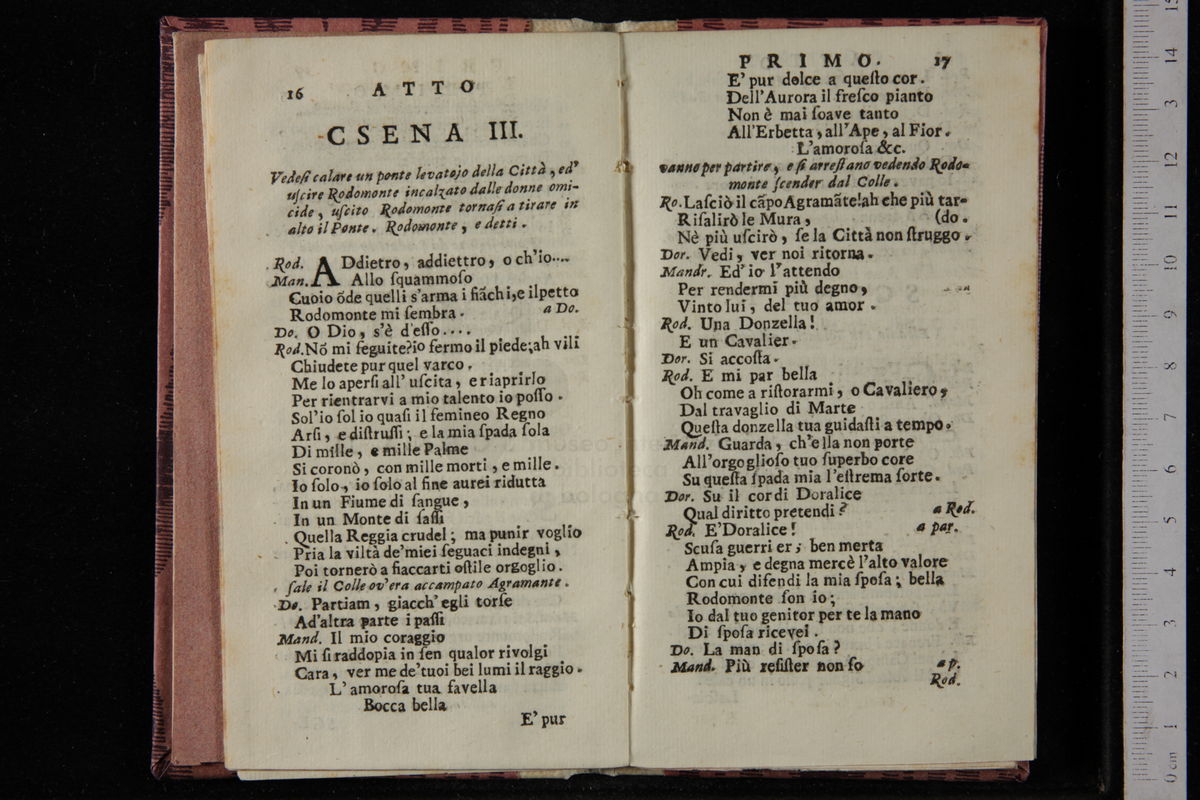 16 ATTO
CSENA III.
Vedesi calare un ponte levatojo della Città, ed'
uſcire Rodomonte incalzato dalle donne omi-
cide, uſcito Rodomonte tornaſi a tirare in
alto il Ponte. Rodomonte, e detti.
Rod. ADdietro, addiettro, o ch'io....
Man. Allo ſquammoſo
Cuoio õde quelli s'arma i fiãchi,e ilpetto
Rodomonte mi ſembra. a Do.
Do. O Dio, s'è d'eſſo....
Rod.Nõ mi ſeguite?io fermo il piede;ah vili
Chiudete pur quel varco.
Me lo aperſi all' uſcita, e riaprirlo
Per rientrarvi a mio talento io poſſo.
Sol'io ſol io quaſi il femineo Regno
Arſi, e diſtruſſi; e la mia ſpada ſola
Di mille, e mille Palme
Si coronò, con mille morti, e mille.
Io ſolo, io ſolo al fine aurei ridutta
In un Fiume di ſangue,
In un Monte di ſaſſi
Quella Reggia crudel; ma punir voglio
Pria la viltà de'miei ſeguaci indegni,
Poi tornerò a fiaccarti oſtile orgoglio.
ſale il Colle ov'era accampato Agramante.
Do. Partiam, giacch' egli torſe
Ad'altra parte i paſſi
Mand. Il mio coraggio
Mi ſi raddopia in ſen qualor rivolgi
Cara, ver me de'tuoi bei lumi il raggio.
L'amoroſa tua favella
Bocca bella
E' pur
PRIMO. 17
E' pur dolce a queſto cor.
Dell'Aurora il freſco pianto
Non è mai ſoave tanto
All'Erbetta, all'Ape, al Fior.
L'amoroſa &c.
vanno per partire, e ſi arreſtano vedendo Rodo-
monte ſcender dal Colle.
Ro.Laſciò il cãpo Agramãte!ah che più tar-
Riſalirò le Mura, (do.
Nè più uſcirò, ſe la Città non ſtruggo.
Dor. Vedi, ver noi ritorna.
Mandr. Ed' io l'attendo
Per rendermi più degno,
Vinto lui, del tuo amor.
Rod. Una Donzella!
E un Cavalier.
Dor. Si accoſta.
Rod. E mi par bella
Oh come a riſtorarmi, o Cavaliero,
Dal travaglio di Marte
Queſta donzella tua guidaſti a tempo.
Mand. Guarda, ch'ella non porte
All'orgoglioſo tuo ſuperbo core
Su queſta ſpada mia l'eſtrema ſorte.
Dor. Su il cor di Doralice
Qual diritto pretendi? a Rod.
Rod. E'Doralice! a par.
Scuſa guerrier; ben merta
Ampia, e degna mercè l'alto valore
Con cui difendi la mia ſpoſa; bella
Rodomonte ſon io;
Io dal tuo genitor per te la mano
Di ſpoſa ricevei.
Do. La man di ſpoſa?
Mand. Più reſiſter non ſo a p.
Rod.